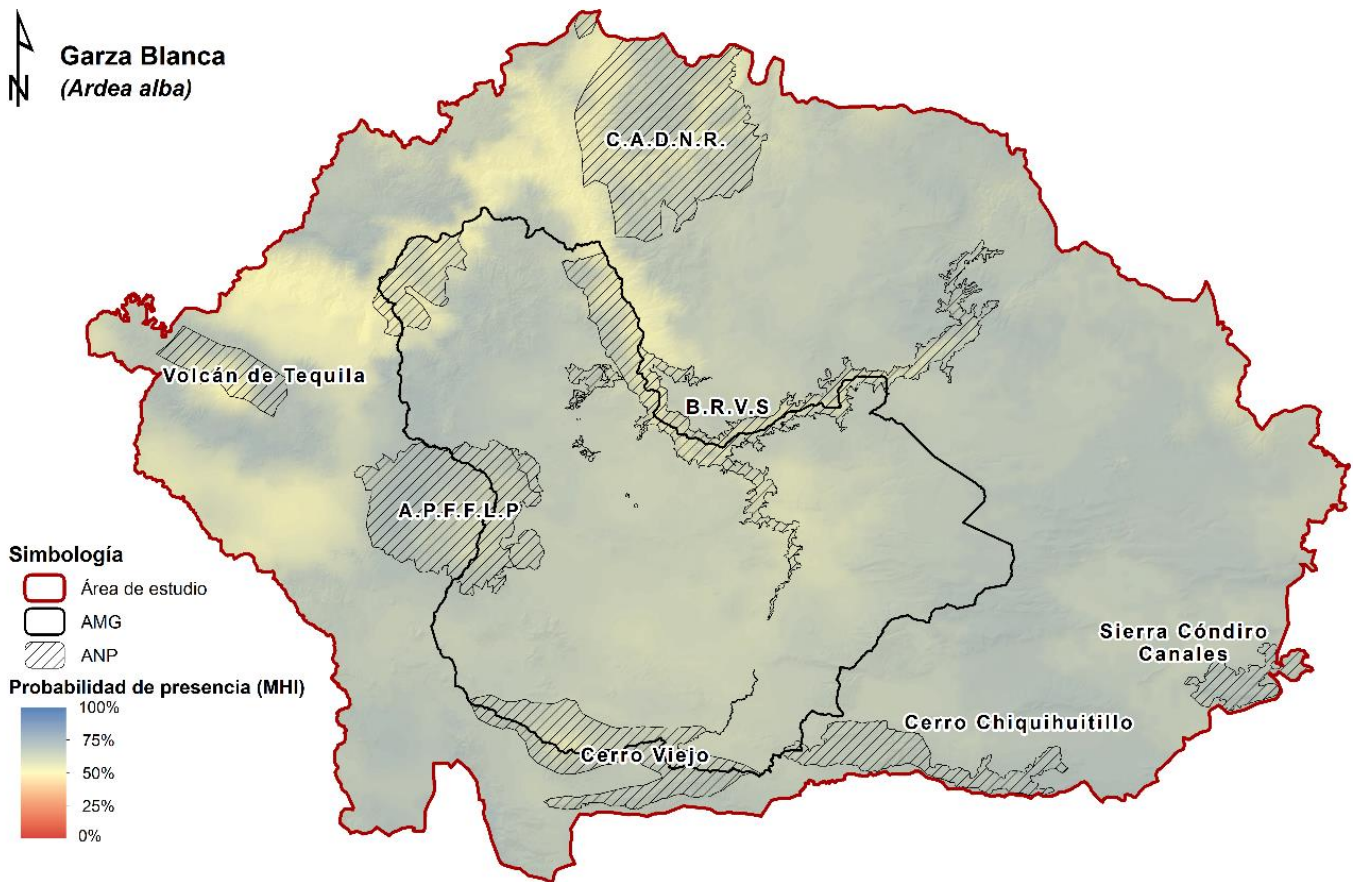 N
Garza Blanca
(Ardea alba)
C.A.D.N.R.
Volcán de Tequila
B.R.V.S
A.P.F.F.L.P
Sierra Cóndiro
Canales
Cerro Chiquihuitillo
Cerro Viejo
Simbología
Área de estudio
AMG
ANP
Probabilidad de presencia (MHI)
100%
75%
50%
25%
0%